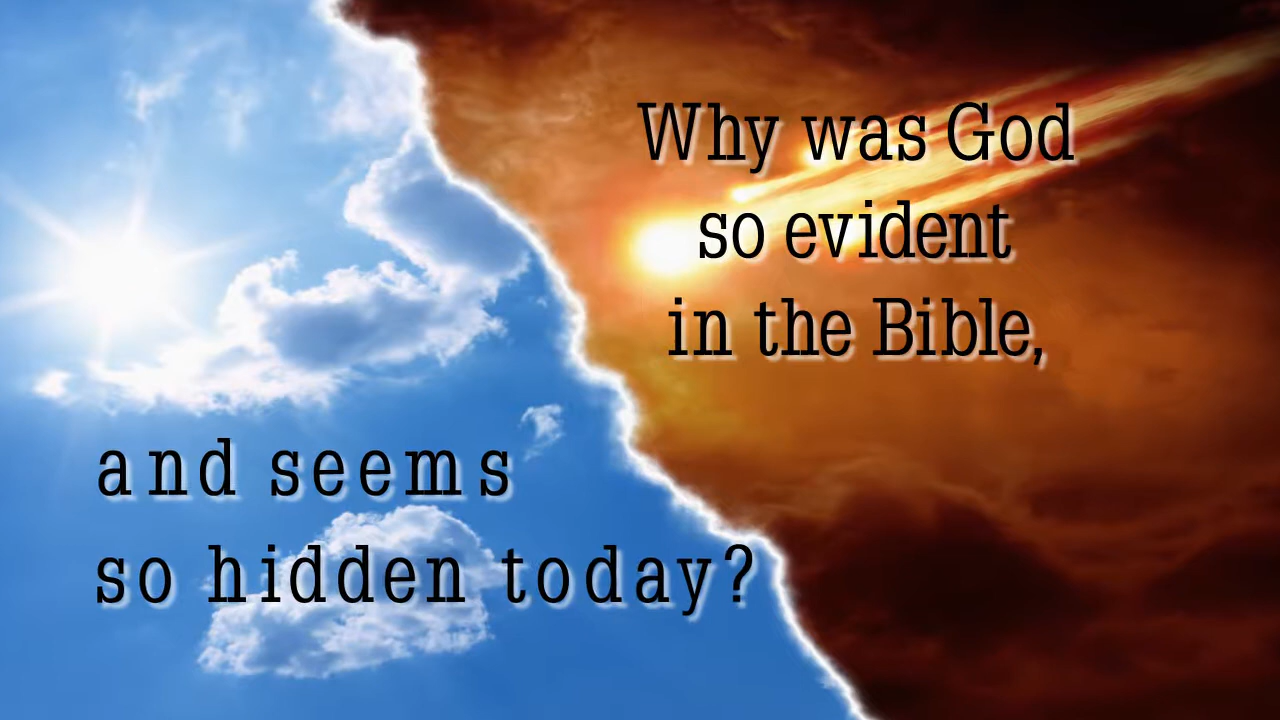 Why was God
so evident
in the Bible,
and seems
so hidden today?